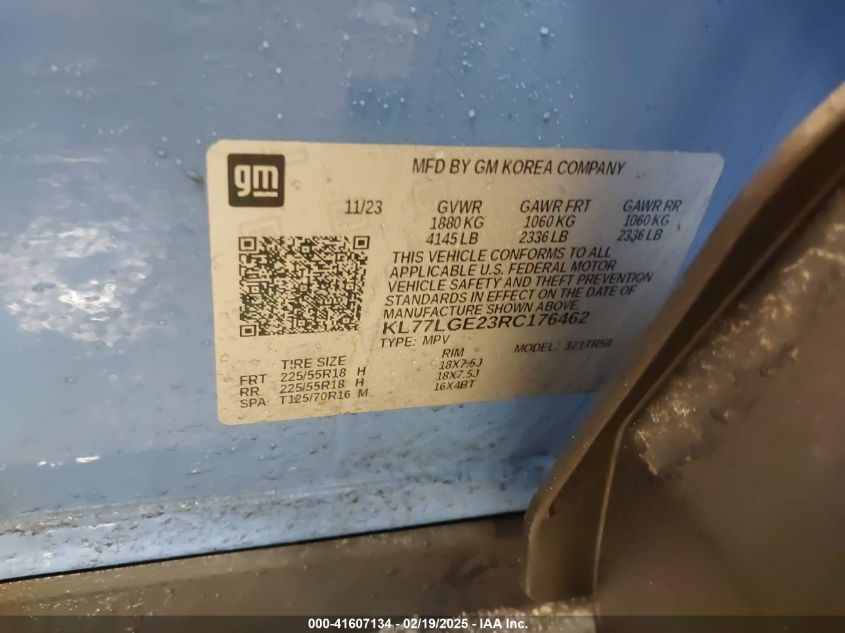 gm
MFD BY GM KOREA COMPANY
11/23 GVWR GAWR FRT GAWR RR
1880 KG 1060 KG 1060 KG
4145 LB 2336 LB 2336 LB
THIS VEHICLE CONFORMS TO ALL
APPLICABLE U.S. FEDERAL MOTOR
VEHICLE SAFETY AND THEFT PREVENTION
STANDARDS IN EFFECT ON THE DATE OF
MANUFACTURE SHOWN ABOVE.
KL77LGE23RC176462
TYPE: MPV MODEL: 321TR58
TIRE SIZE RIM
FRT 225/55R18 H 18X7.5J
RR 225/55R18 H 18X7.5J
SPA T125/70R16 M 16X4BT
000-41607134 - 02/19/2025 - IAA Inc.